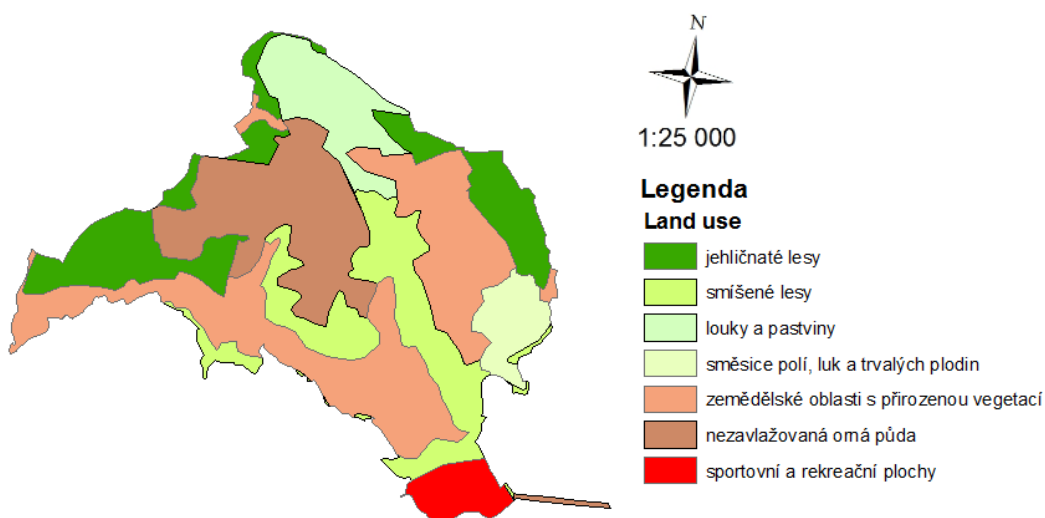 N
1:25 000
Legenda
Land use
jehličnaté lesy
smíšené lesy
louky a pastviny
směsice polí, luk a trvalých plodin
zemědělské oblasti s přirozenou vegetací
nezavlažovaná orná půda
sportovní a rekreační plochy